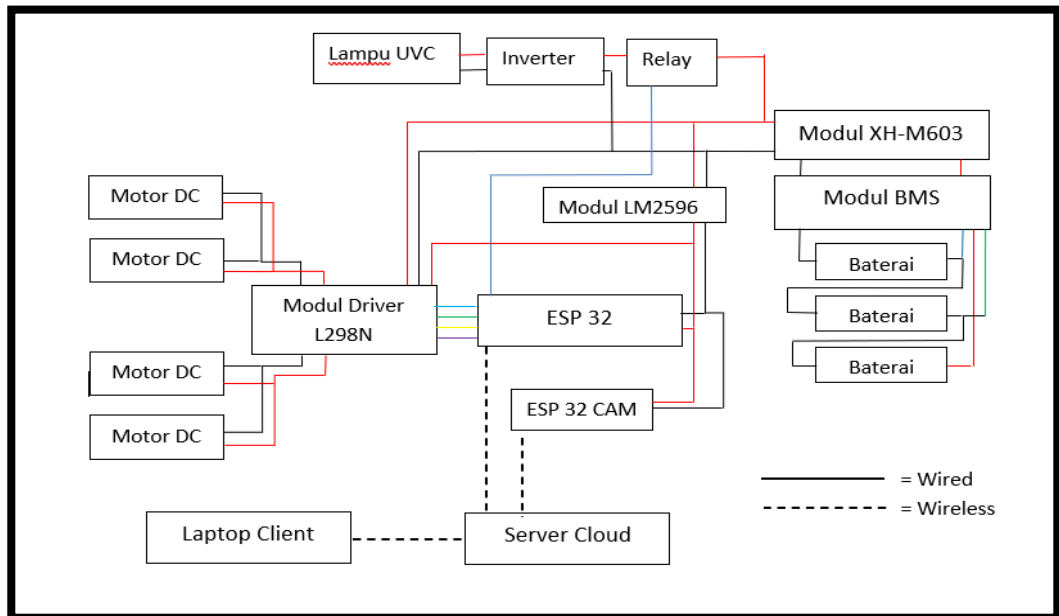 Lampu UVC
Inverter
Relay
Modul XH-M603
Motor DC
Modul LM2596
Modul BMS
Motor DC
Baterai
Modul Driver
L298N
ESP 32
Baterai
Motor DC
Baterai
ESP 32 CAM
Motor DC
= Wired
= Wireless
Laptop Client
Server Cloud